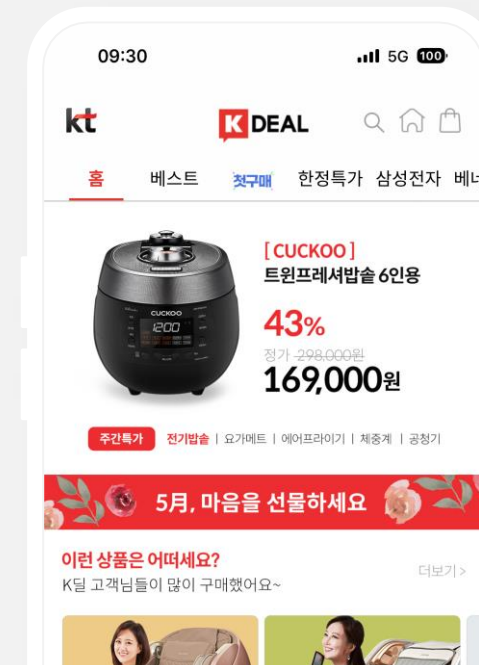 09:30 5G 100
kt K DEAL
홈 베스트 첫구매 한정특가 삼성전자 베너
[CUCKOO]
트윈프레셔밥솥 6인용
43%
정가 298,000원
169,000원
CUCKOO
1200
주간특가 전기밥솥 | 요가메트 | 에어프라이기 | 체중계 | 공청기
5月, 마음을 선물하세요
이런 상품은 어떠세요?
더보기 >
K딜 고객님들이 많이 구매했어요~